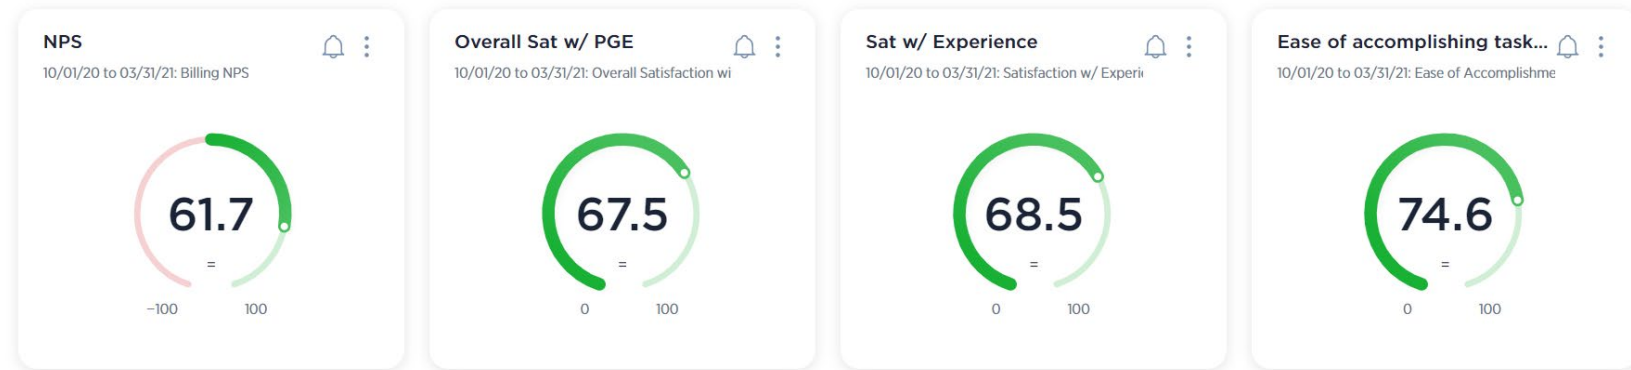 NPS
10/01/20 to 03/31/21: Billing NPS
61.7
=
-100 100
Overall Sat w/ PGE
10/01/20 to 03/31/21: Overall Satisfaction wi
67.5
=
0 100
Sat w/ Experience
10/01/20 to 03/31/21: Satisfaction w/ Experi
68.5
=
0 100
Ease of accomplishing task...
10/01/20 to 03/31/21: Ease of Accomplishme
74.6
=
0 100